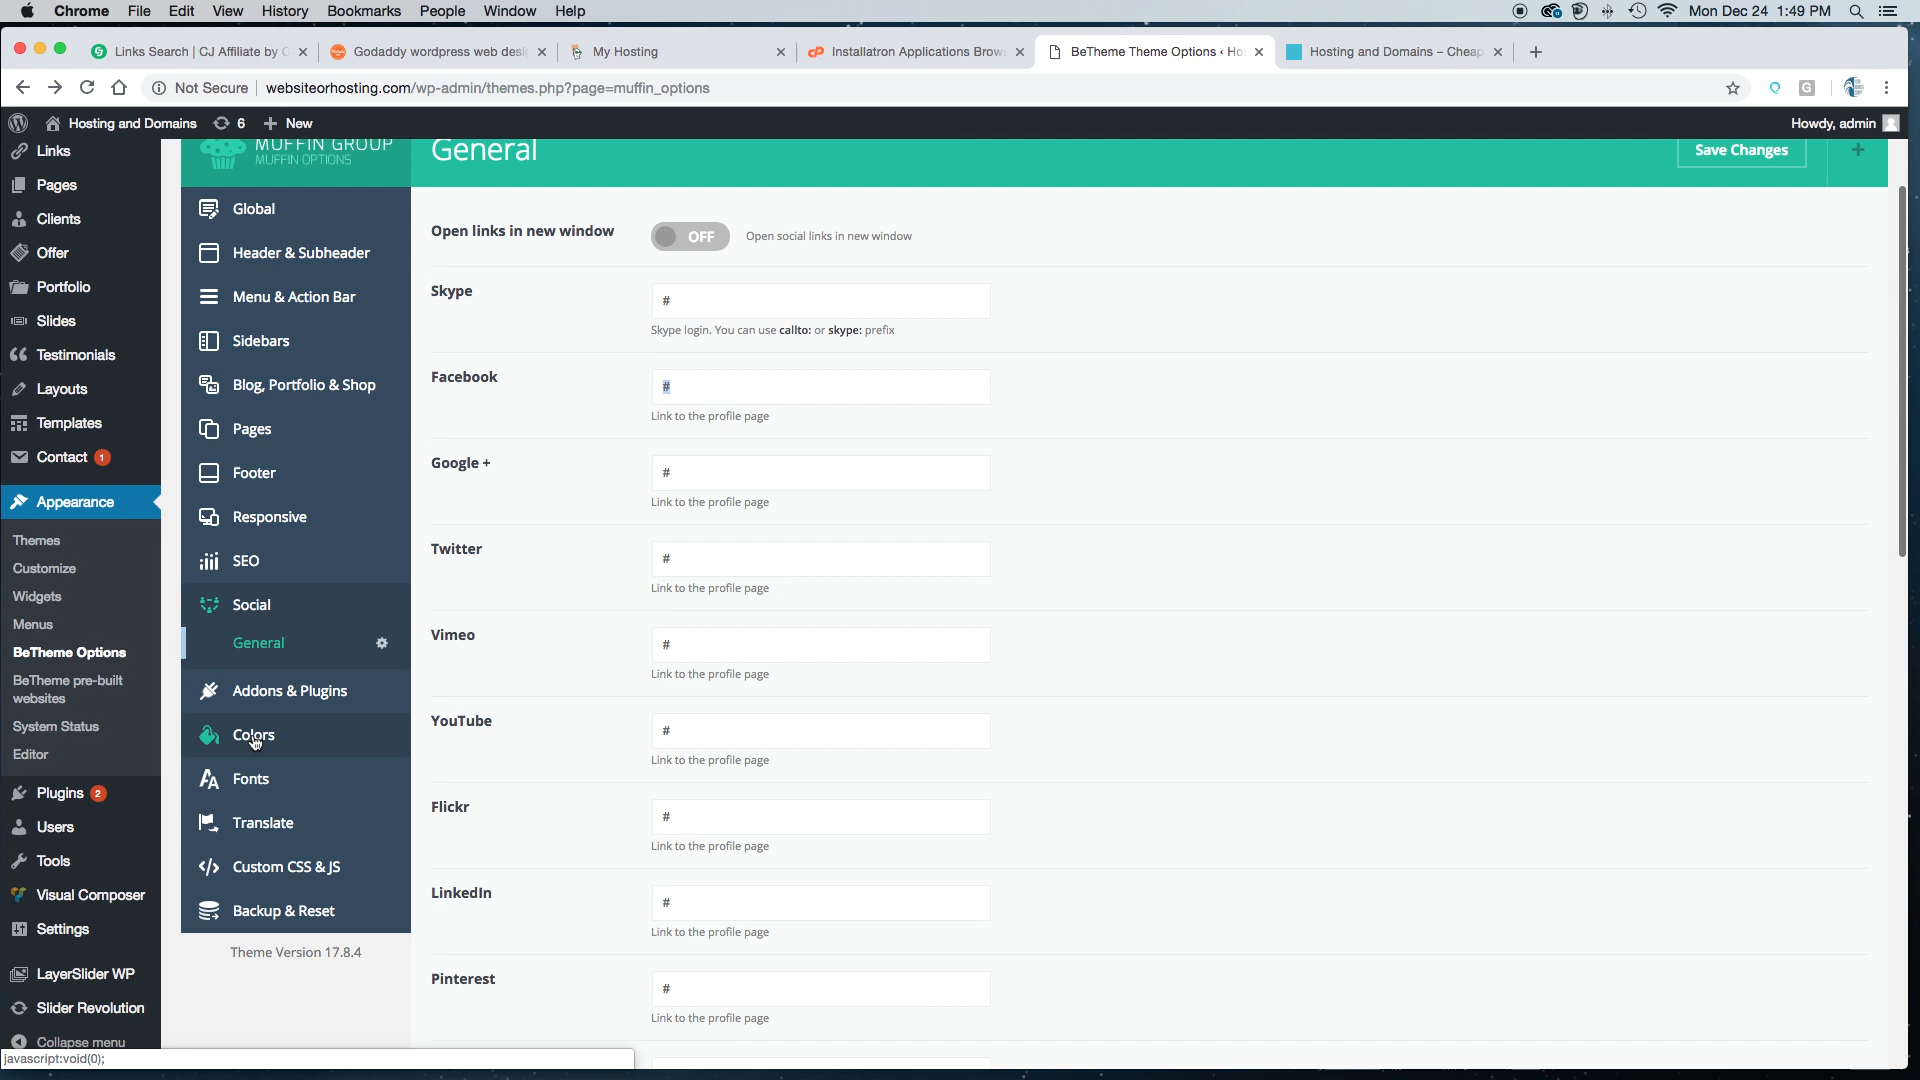 Chrome File Edit View History Bookmarks People Window Help
Mon Dec 24 1:49 PM
Links Search | CJ Affiliate by C
Godaddy wordpress web desi
My Hosting
Installatron Applications Brow
BeTheme Theme Options ‹ Ho
Hosting and Domains – Cheap
Not Secure websiteorhosting.com/wp-admin/themes.php?page=muffin_options
Hosting and Domains 6 New
Howdy, admin
Links
Pages
Clients
Offer
Portfolio
Slides
Testimonials
Layouts
Templates
Contact 1
Appearance
Themes
Customize
Widgets
Menus
BeTheme Options
BeTheme pre-built
websites
System Status
Editor
Plugins 2
Users
Tools
Visual Composer
Settings
LayerSlider WP
Slider Revolution
Collapse menu
javascript:void(0);
MUFFIN GROUP
MUFFIN OPTIONS
Global
Header & Subheader
Menu & Action Bar
Sidebars
Blog, Portfolio & Shop
Pages
Footer
Responsive
SEO
Social
General
Addons & Plugins
Colors
Fonts
Translate
Custom CSS & JS
Backup & Reset
Theme Version 17.8.4
General
Save Changes
Open links in new window OFF Open social links in new window
Skype #
Skype login. You can use callto: or skype: prefix
Facebook #
Link to the profile page
Google + #
Link to the profile page
Twitter #
Link to the profile page
Vimeo #
Link to the profile page
YouTube #
Link to the profile page
Flickr #
Link to the profile page
LinkedIn #
Link to the profile page
Pinterest #
Link to the profile page